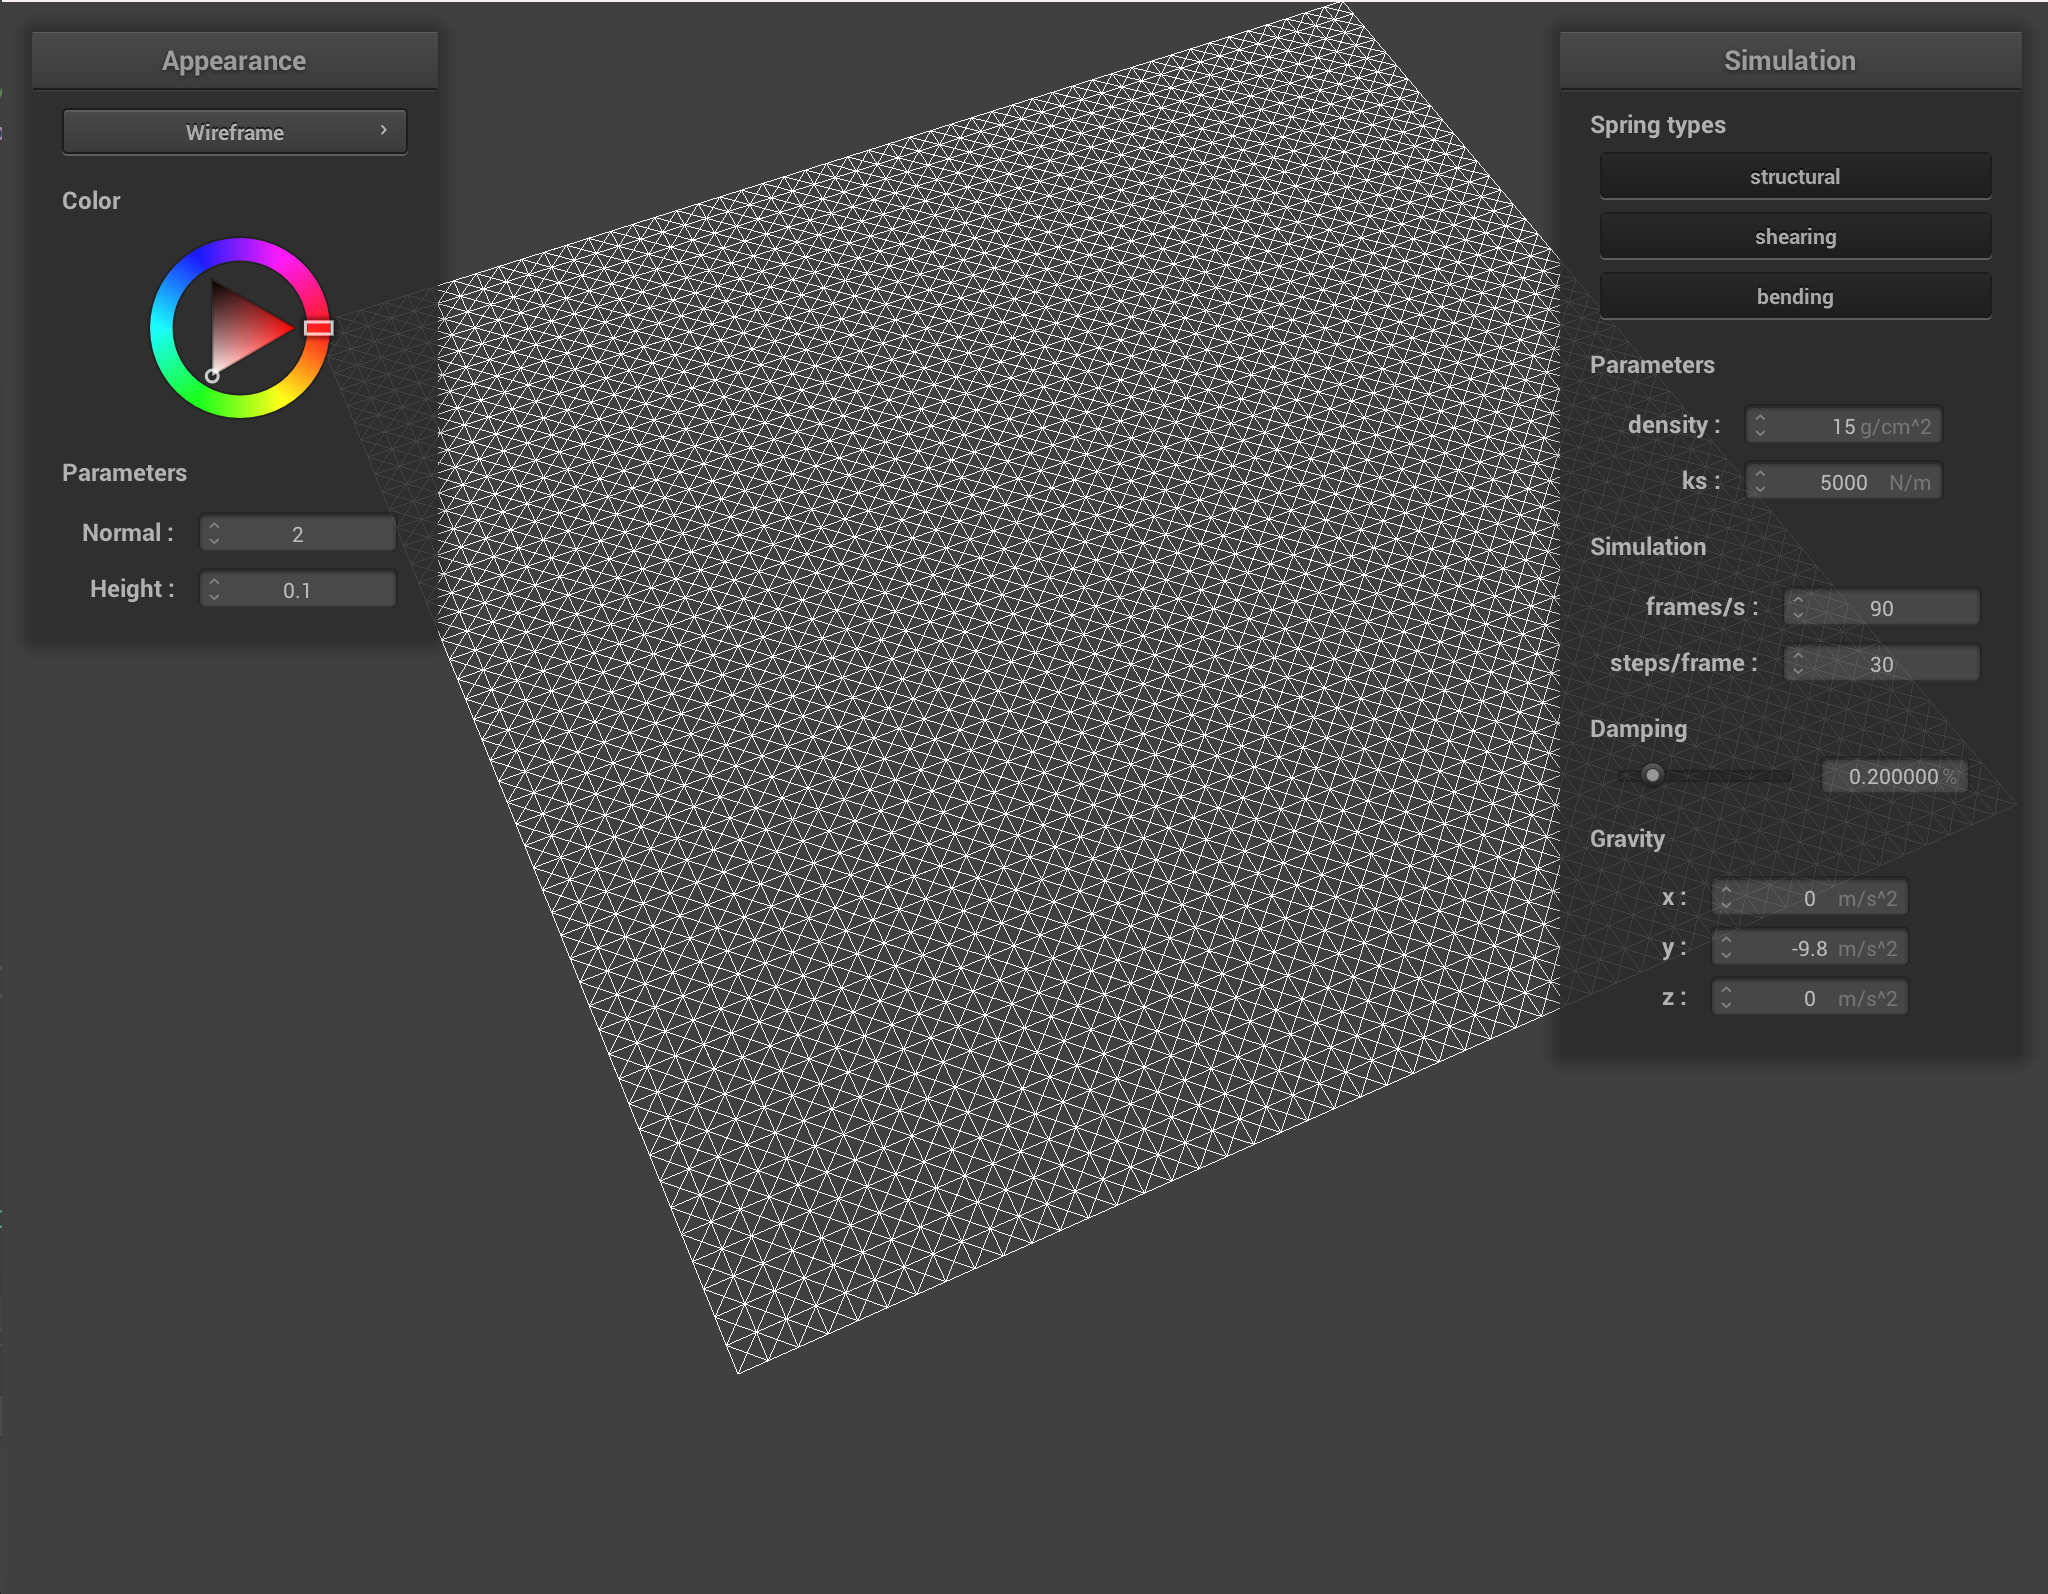 Appearance
Wireframe
Color
Parameters
Normal : 2
Height : 0.1
Simulation
Spring types
structural
shearing
bending
Parameters
density : 15 g/cm^2
ks : 5000 N/m
Simulation
frames/s : 90
steps/frame : 30
Damping
0.200000 %
Gravity
x : 0 m/s^2
y : -9.8 m/s^2
z : 0 m/s^2